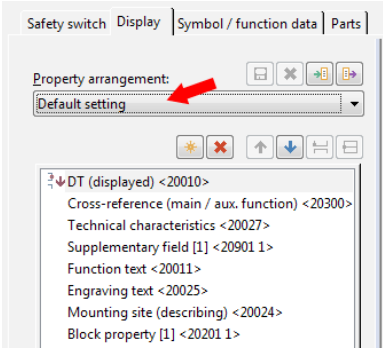 Safety switch Display Symbol / function data Parts
Property arrangement:
Default setting
DT (displayed) <20010>
Cross-reference (main / aux. function) <20300>
Technical characteristics <20027>
Supplementary field [1] <20901 1>
Function text <20011>
Engraving text <20025>
Mounting site (describing) <20024>
Block property [1] <20201 1>